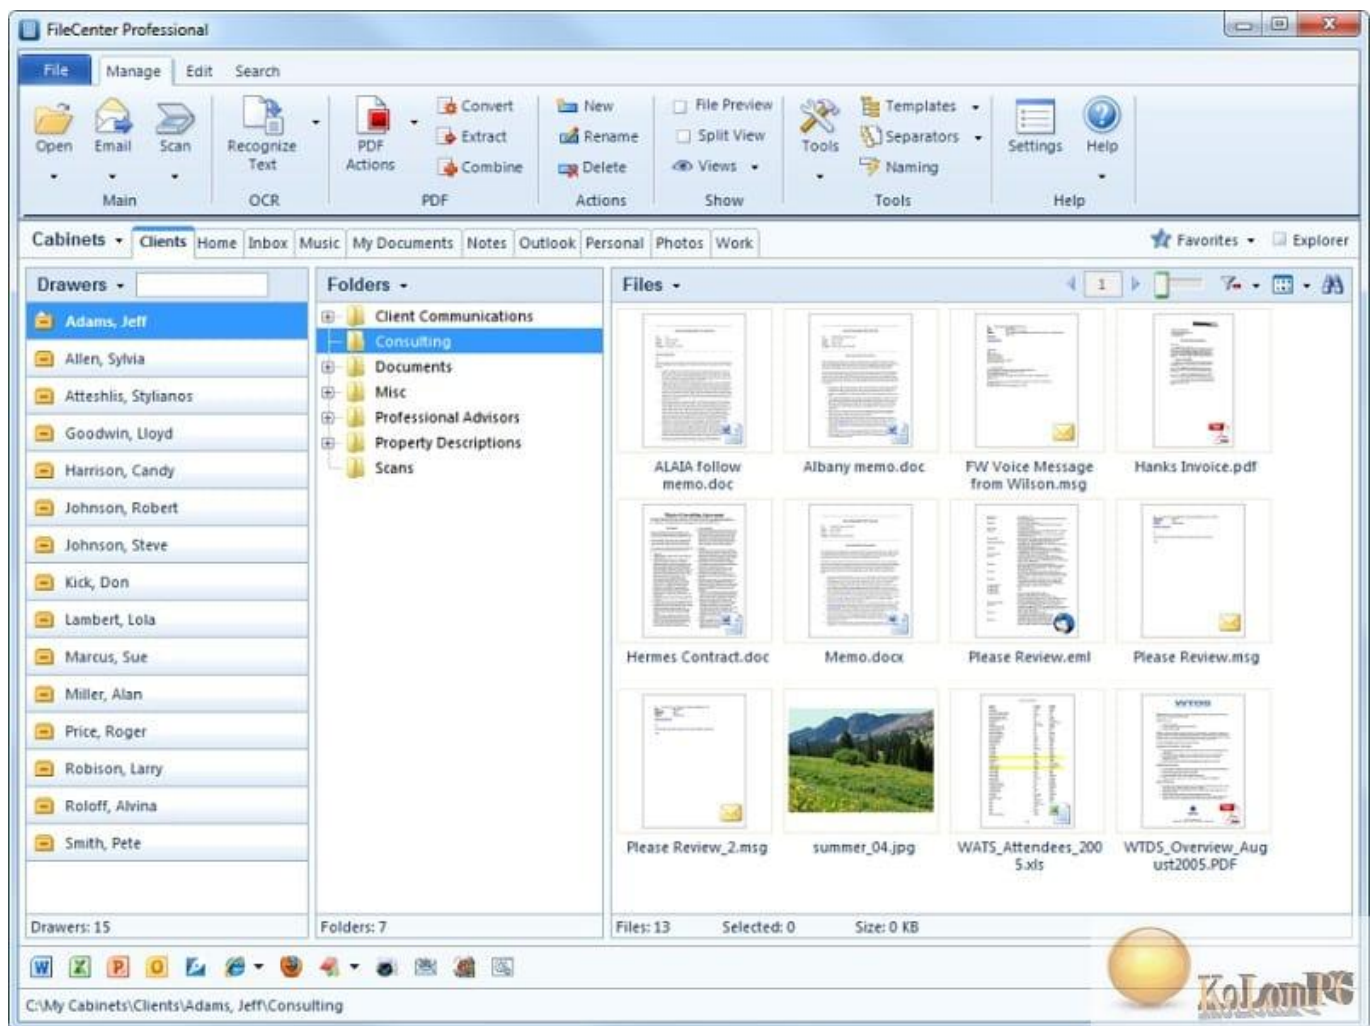 FileCenter Professional
File Manage Edit Search
Open Email Scan
Main
Recognize Text
OCR
PDF Actions
Convert
Extract
Combine
PDF
New
Rename
Delete
Actions
File Preview
Split View
Views
Show
Tools
Templates
Separators
Naming
Tools
Settings Help
Help
Cabinets Clients Home Inbox Music My Documents Notes Outlook Personal Photos Work Favorites Explorer
Drawers
Adams, Jeff
Allen, Sylvia
Atteshlis, Stylianos
Goodwin, Lloyd
Harrison, Candy
Johnson, Robert
Johnson, Steve
Kick, Don
Lambert, Lola
Marcus, Sue
Miller, Alan
Price, Roger
Robison, Larry
Roloff, Alvina
Smith, Pete
Drawers: 15
Folders
Client Communications
Consulting
Documents
Misc
Professional Advisors
Property Descriptions
Scans
Folders: 7
Files
1
ALAIA follow
memo.doc
Albany memo.doc
FW Voice Message
from Wilson.msg
Hanks Invoice.pdf
Hermes Contract.doc
Memo.docx
Please Review.eml
Please Review.msg
Please Review_2.msg
summer_04.jpg
WATS_Attendees_200
5.xls
WTDS
WTDS_Overview_Aug
ust2005.PDF
Files: 13 Selected: 0 Size: 0 KB
C:\My Cabinets\Clients\Adams, Jeff\Consulting
KoLomPC